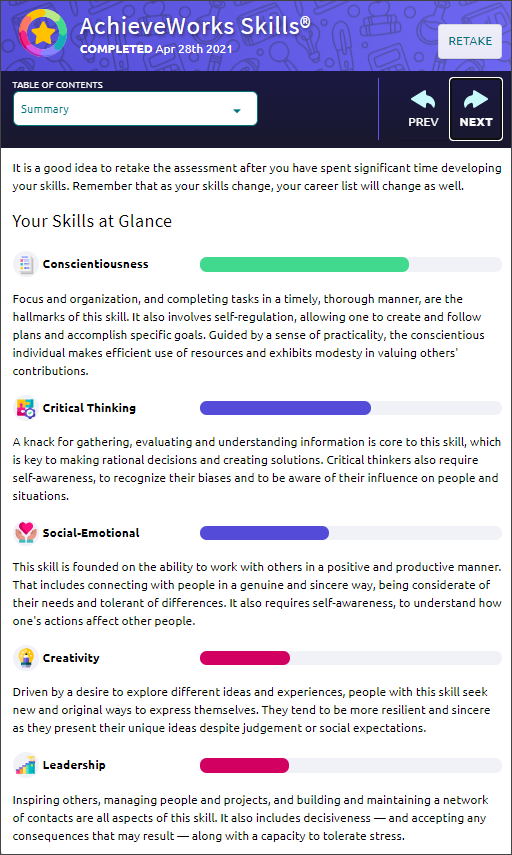 AchieveWorks Skills®
COMPLETED Apr 28th 2021
RETAKE
TABLE OF CONTENTS
Summary
PREV
NEXT
It is a good idea to retake the assessment after you have spent significant time developing
your skills. Remember that as your skills change, your career list will change as well.
Your Skills at Glance
Conscientiousness
Focus and organization, and completing tasks in a timely, thorough manner, are the
hallmarks of this skill. It also involves self-regulation, allowing one to create and follow
plans and accomplish specific goals. Guided by a sense of practicality, the conscientious
individual makes efficient use of resources and exhibits modesty in valuing others'
contributions.
Critical Thinking
A knack for gathering, evaluating and understanding information is core to this skill, which
is key to making rational decisions and creating solutions. Critical thinkers also require
self-awareness, to recognize their biases and to be aware of their influence on people and
situations.
Social-Emotional
This skill is founded on the ability to work with others in a positive and productive manner.
That includes connecting with people in a genuine and sincere way, being considerate of
their needs and tolerant of differences. It also requires self-awareness, to understand how
one's actions affect other people.
Creativity
Driven by a desire to explore different ideas and experiences, people with this skill seek
new and original ways to express themselves. They tend to be more resilient and sincere
as they present their unique ideas despite judgement or social expectations.
Leadership
Inspiring others, managing people and projects, and building and maintaining a network
of contacts are all aspects of this skill. It also includes decisiveness — and accepting any
consequences that may result — along with a capacity to tolerate stress.